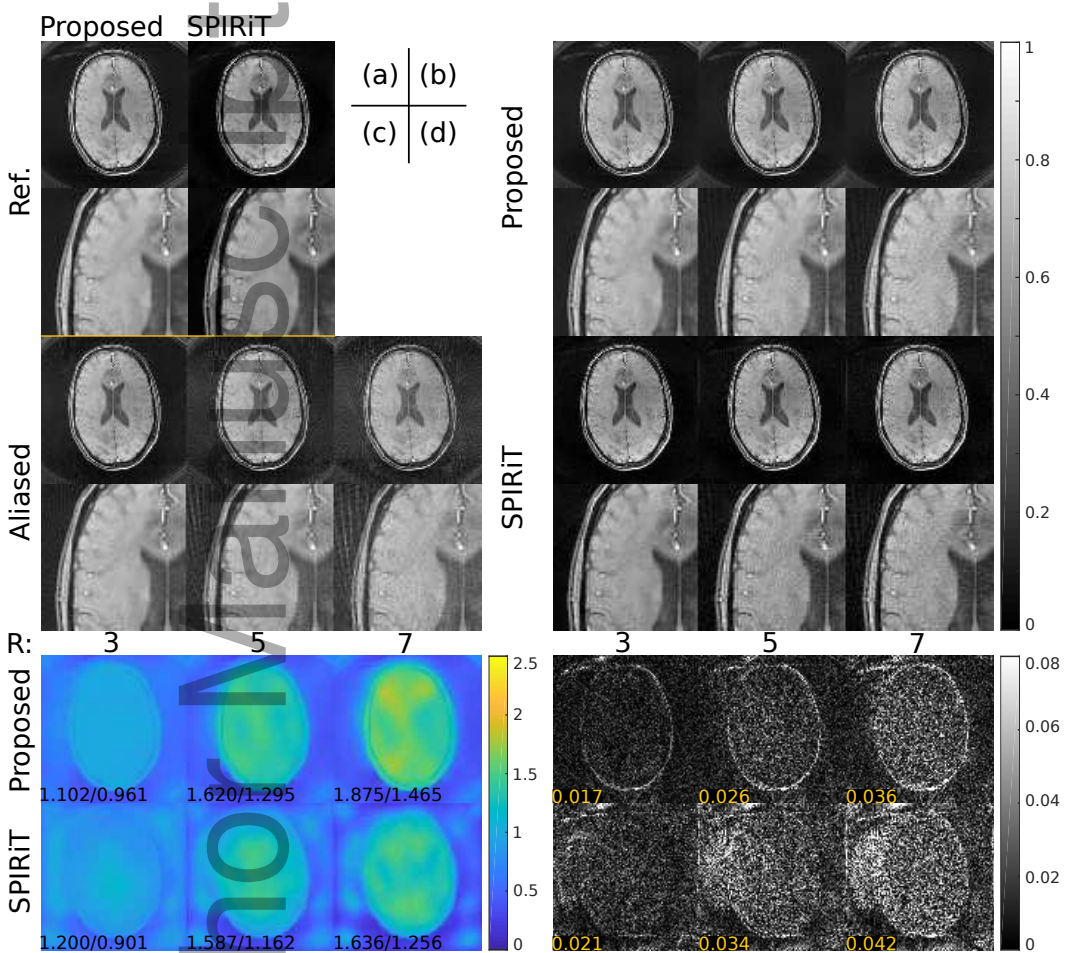 Proposed SPIRiT
(a) (b)
(c) (d)
Ref.
Aliased
Proposed
SPIRiT
1
0.8
0.6
0.4
0.2
0
R: 3 5 7
3 5 7
Proposed
SPIRiT
1.102/0.961 1.620/1.295 1.875/1.465
1.200/0.901 1.587/1.162 1.636/1.256
2.5
2
1.5
1
0.5
0
0.017 0.026 0.036
0.021 0.034 0.042
0.08
0.06
0.04
0.02
0